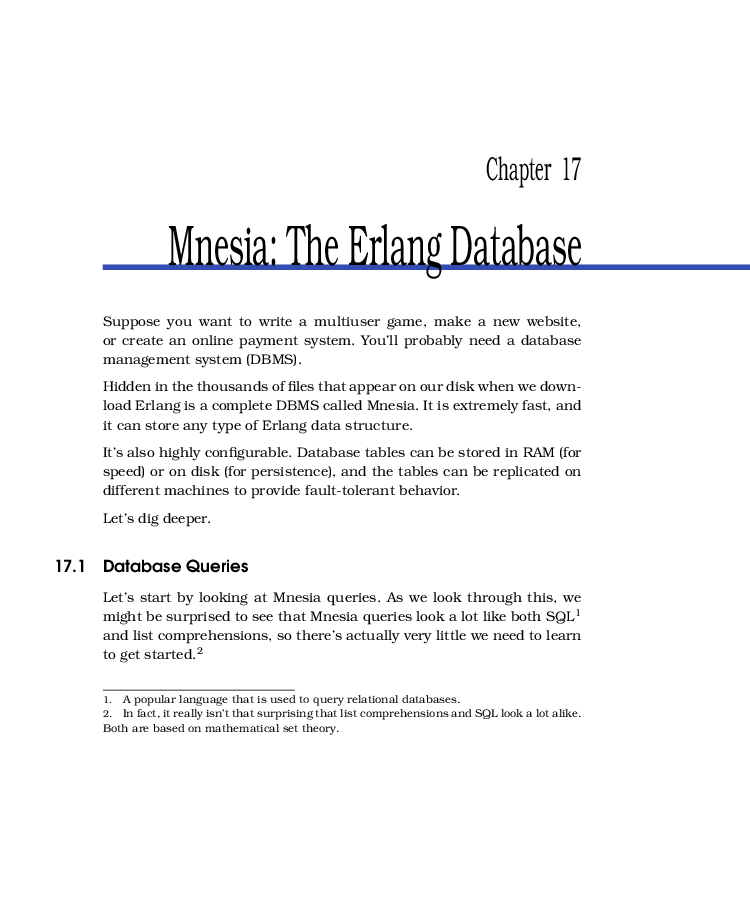 Chapter 17
Mnesia: The Erlang Database
Suppose you want to write a multiuser game, make a new website,
or create an online payment system. You'll probably need a database
management system (DBMS).
Hidden in the thousands of files that appear on our disk when we down-
load Erlang is a complete DBMS called Mnesia. It is extremely fast, and
it can store any type of Erlang data structure.
It's also highly configurable. Database tables can be stored in RAM (for
speed) or on disk (for persistence), and the tables can be replicated on
different machines to provide fault-tolerant behavior.
Let's dig deeper.
17.1 Database Queries
Let's start by looking at Mnesia queries. As we look through this, we
might be surprised to see that Mnesia queries look a lot like both SQL1
and list comprehensions, so there's actually very little we need to learn
to get started.2
1. A popular language that is used to query relational databases.
2. In fact, it really isn't that surprising that list comprehensions and SQL look a lot alike.
Both are based on mathematical set theory.